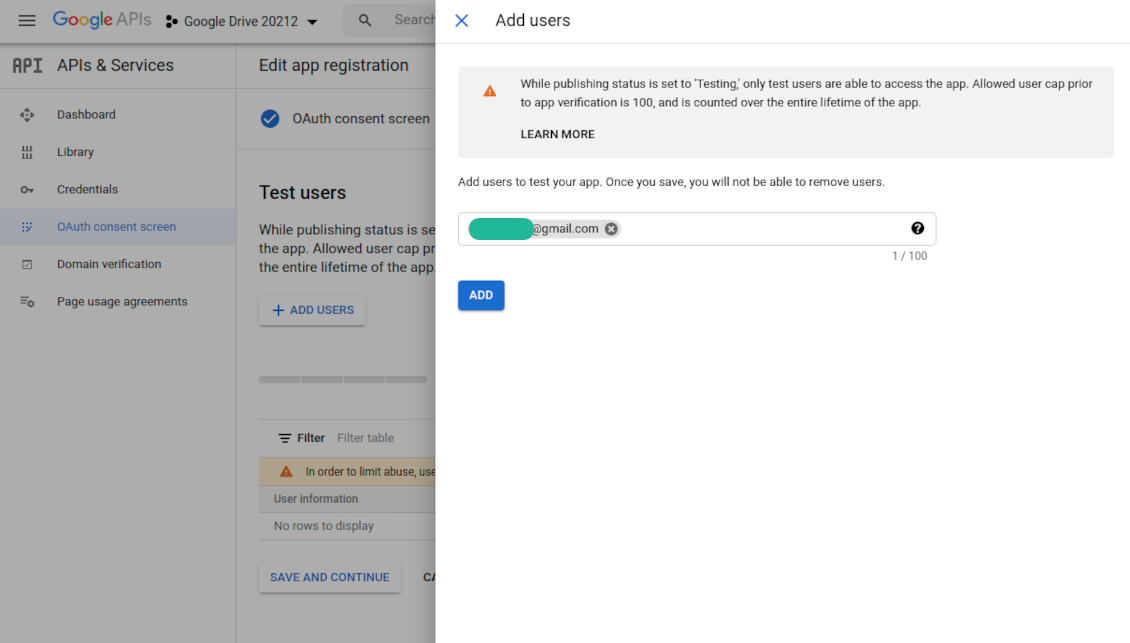 Google APIs
Google Drive 20212
Search
API APIs & Services
Dashboard
Library
Credentials
OAuth consent screen
Domain verification
Page usage agreements
Edit app registration
OAuth consent screen
Test users
While publishing status is se
the app. Allowed user cap pr
the entire lifetime of the app.
ADD USERS
Filter Filter table
In order to limit abuse, use
User information
No rows to display
SAVE AND CONTINUE CA
Add users
While publishing status is set to 'Testing,' only test users are able to access the app. Allowed user cap prior
to app verification is 100, and is counted over the entire lifetime of the app.
LEARN MORE
Add users to test your app. Once you save, you will not be able to remove users.
@gmail.com
1 / 100
ADD